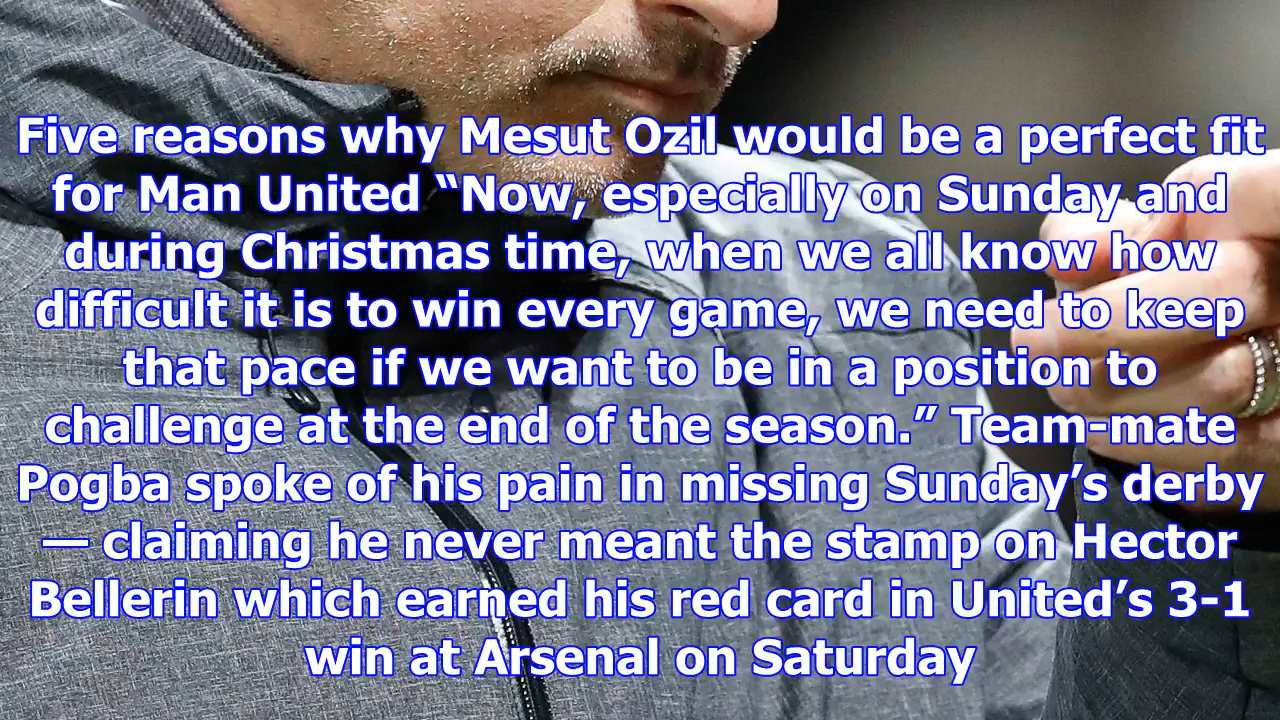 Five reasons why Mesut Ozil would be a perfect fit
for Man United “Now, especially on Sunday and
during Christmas time, when we all know how
difficult it is to win every game, we need to keep
that pace if we want to be in a position to
challenge at the end of the season.” Team-mate
Pogba spoke of his pain in missing Sunday’s derby
— claiming he never meant the stamp on Hector
Bellerin which earned his red card in United’s 3-1
win at Arsenal on Saturday